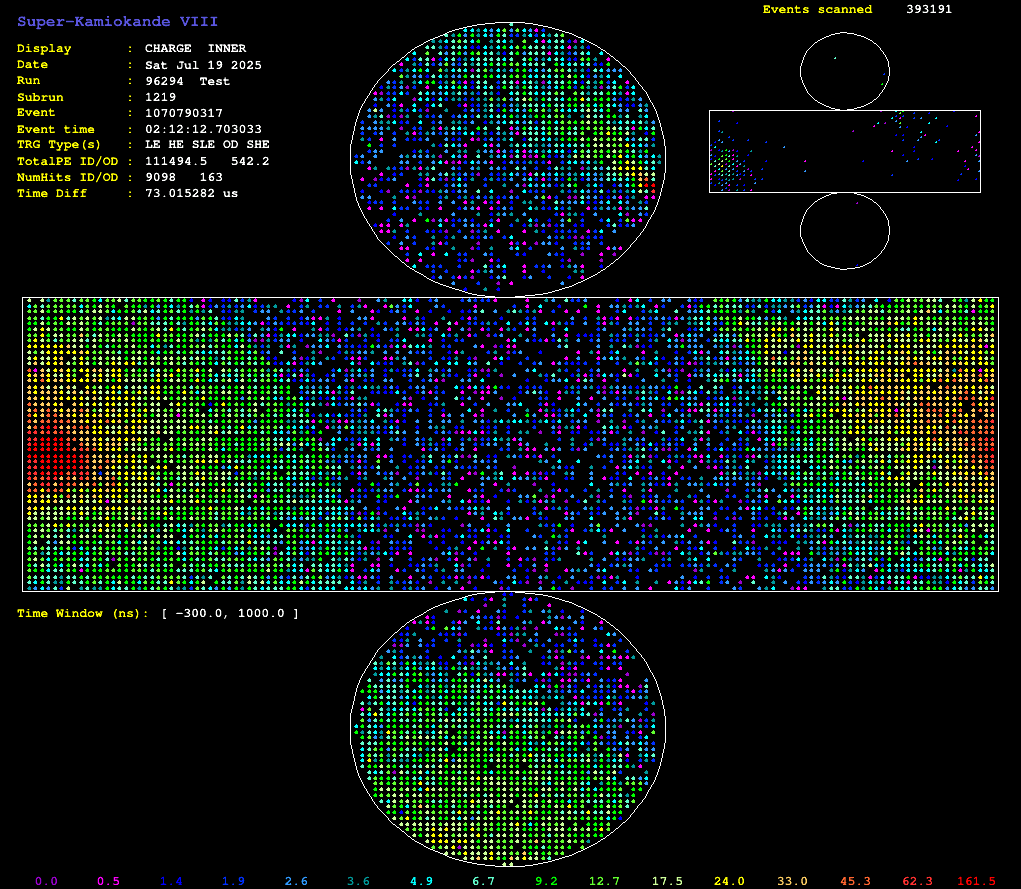 Super-Kamiokande VIII
Events scanned 393191
Display : CHARGE INNER
Date : Sat Jul 19 2025
Run : 96294 Test
Subrun : 1219
Event : 1070790317
Event time : 02:12:12.703033
TRG Type(s) : LE HE SLE OD SHE
TotalPE ID/OD : 111494.5 542.2
NumHits ID/OD : 9098 163
Time Diff : 73.015282 us
Time Window (ns): [ -300.0, 1000.0 ]
0.0 0.5 1.4 1.9 2.6 3.6 4.9 6.7 9.2 12.7 17.5 24.0 33.0 45.3 62.3 161.5